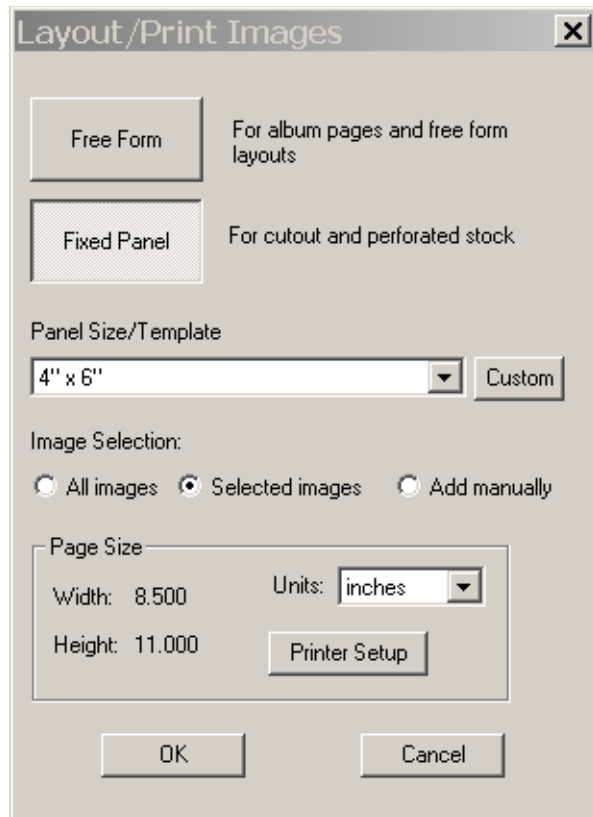 Layout/Print Images
Free Form
For album pages and free form
layouts
Fixed Panel
For cutout and perforated stock
Panel Size/Template
4" x 6"
Custom
Image Selection:
All images Selected images Add manually
Page Size
Width: 8.500 Units: inches
Height: 11.000 Printer Setup
OK Cancel